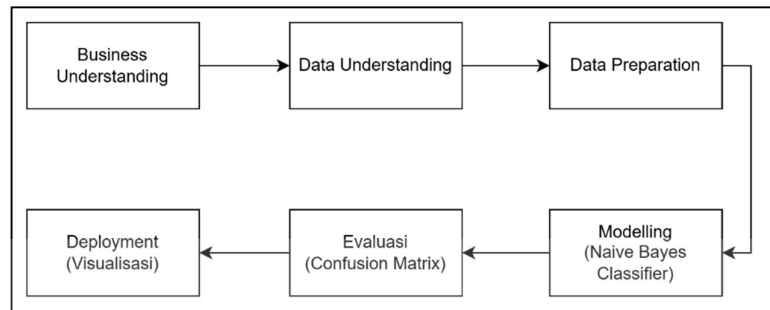 Business
Understanding
Data Understanding
Data Preparation
Modelling
(Naive Bayes
Classifier)
Evaluasi
(Confusion Matrix)
Deployment
(Visualisasi)